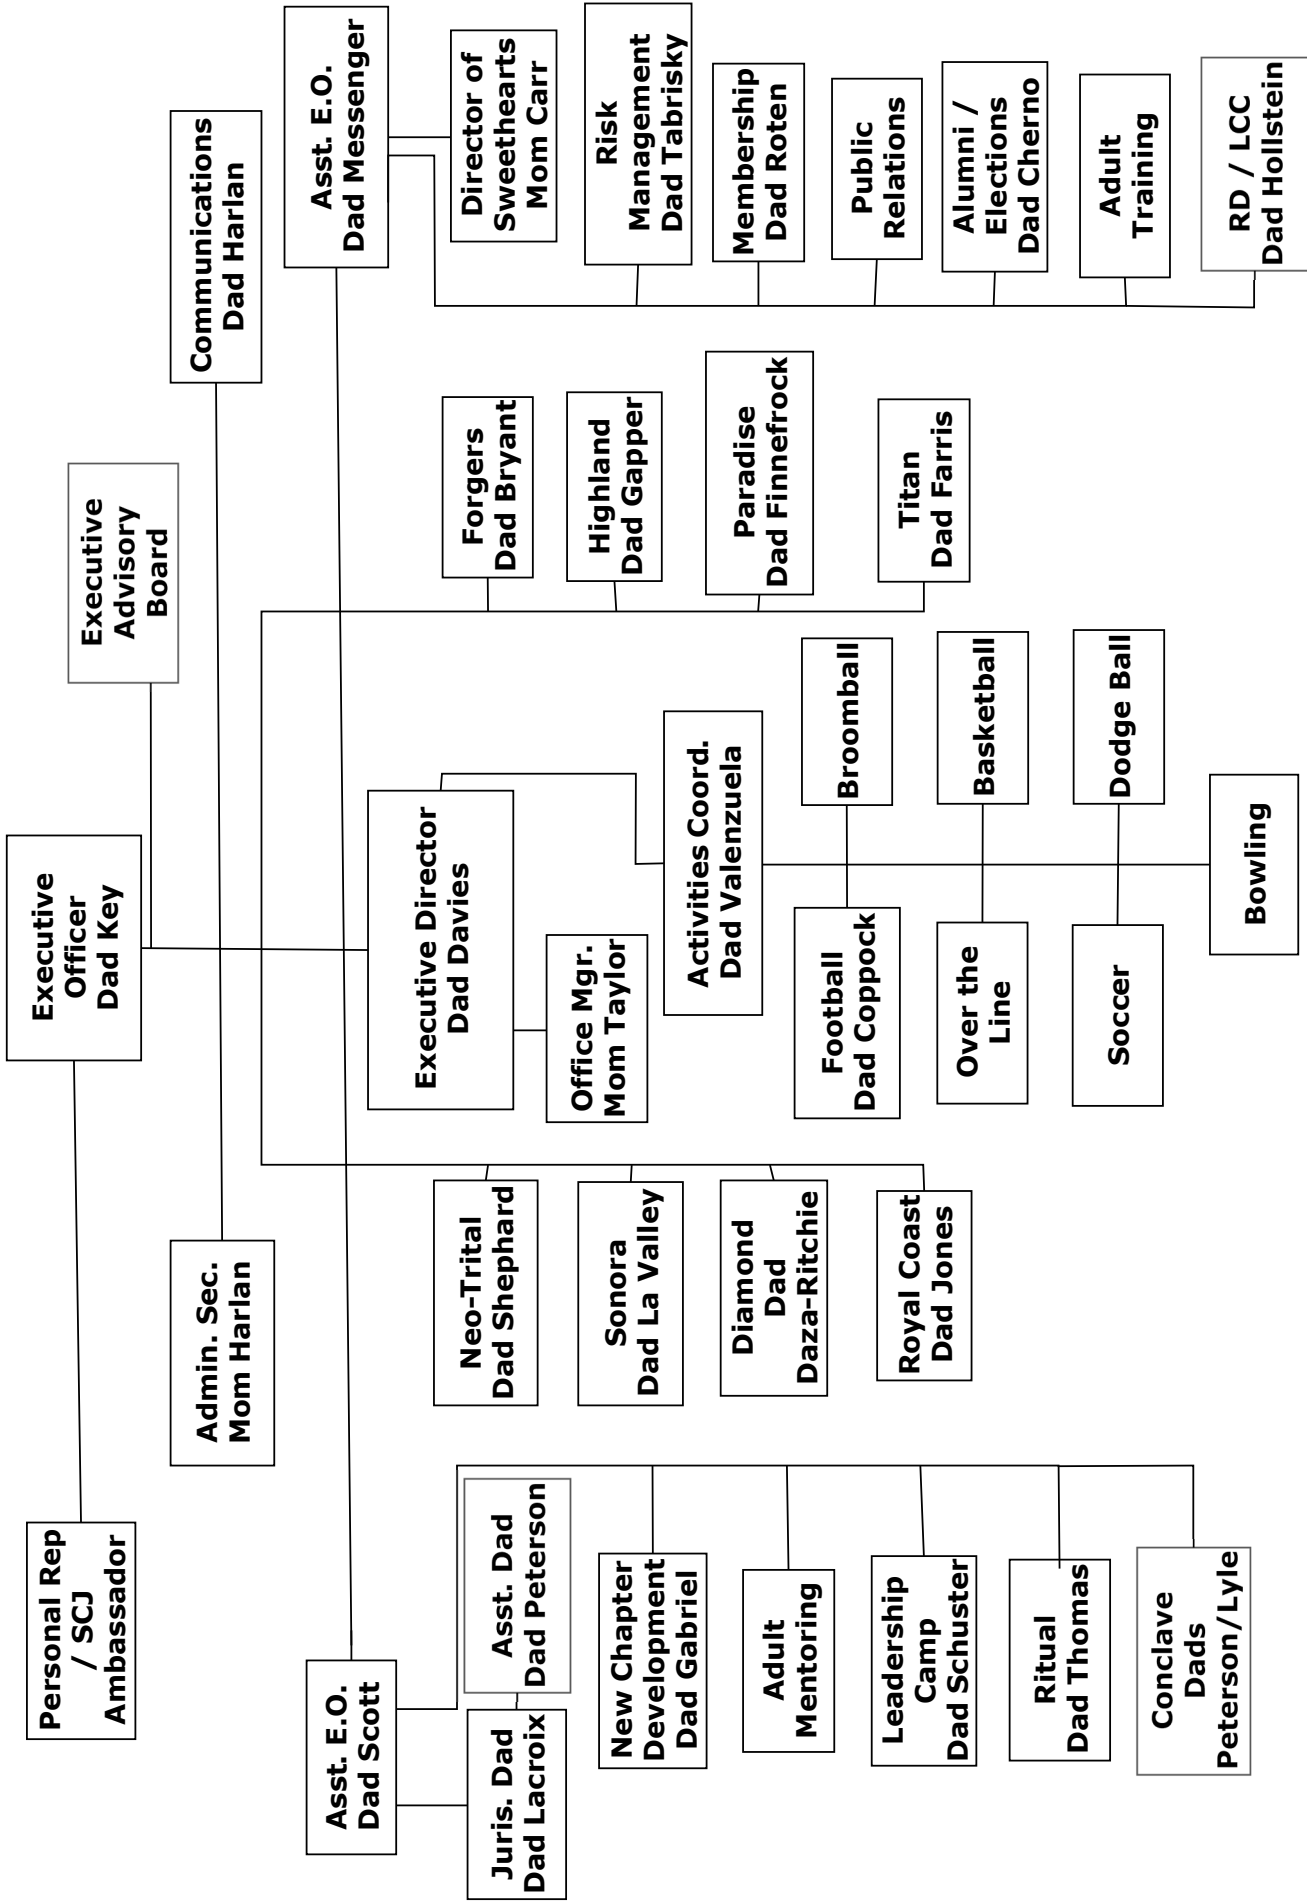 Executive
Officer
Dad Key
Personal Rep
/ SCJ
Ambassador
Executive
Advisory
Board
Admin. Sec.
Mom Harlan
Communications
Dad Harlan
Asst. E.O.
Dad Scott
Asst. E.O.
Dad Messenger
Executive Director
Dad Davies
Office Mgr.
Mom Taylor
Juris. Dad
Dad Lacroix
Asst. Dad
Dad Peterson
New Chapter
Development
Dad Gabriel
Adult
Mentoring
Leadership
Camp
Dad Schuster
Ritual
Dad Thomas
Conclave
Dads
Peterson/Lyle
Neo-Trital
Dad Shephard
Sonora
Dad La Valley
Diamond
Dad
Daza-Ritchie
Royal Coast
Dad Jones
Activities Coord.
Dad Valenzuela
Football
Dad Coppock
Broomball
Over the
Line
Basketball
Soccer
Dodge Ball
Bowling
Forgers
Dad Bryant
Highland
Dad Gapper
Paradise
Dad Finnefrock
Titan
Dad Farris
Director of
Sweethearts
Mom Carr
Risk
Management
Dad Tabrisky
Membership
Dad Roten
Public
Relations
Alumni /
Elections
Dad Cherno
Adult
Training
RD / LCC
Dad Hollstein